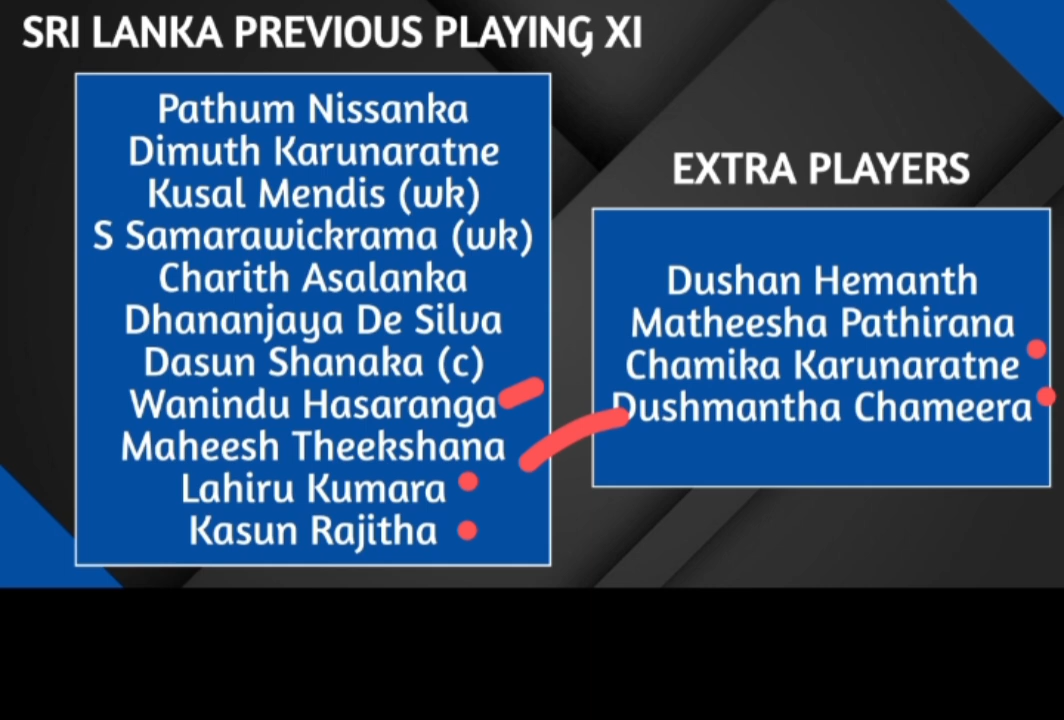 SRI LANKA PREVIOUS PLAYING XI
Pathum Nissanka
Dimuth Karunaratne
Kusal Mendis (wk)
S Samarawickrama (wk)
Charith Asalanka
Dhananjaya De Silva
Dasun Shanaka (c)
Wanindu Hasaranga
Maheesh Theekshana
Lahiru Kumara
Kasun Rajitha
EXTRA PLAYERS
Dushan Hemanth
Matheesha Pathirana
Chamika Karunaratne
Dushmantha Chameera